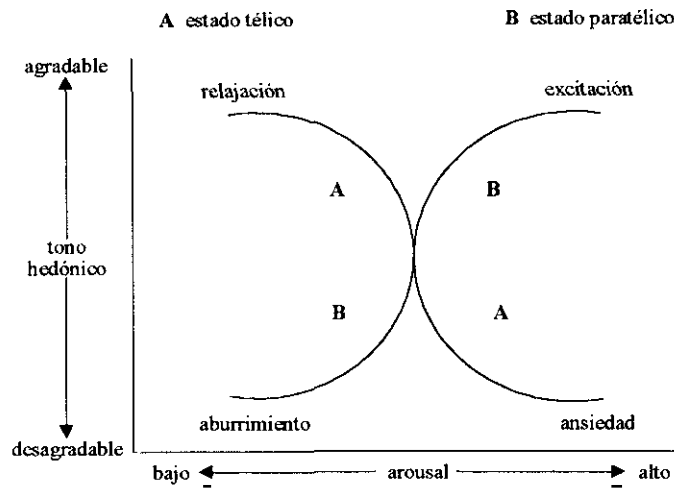 A estado télico B estado paratélico
agradable
relajación excitación
A B
tono
hedónico
B A
aburrimiento ansiedad
desagradable
bajo arousal alto